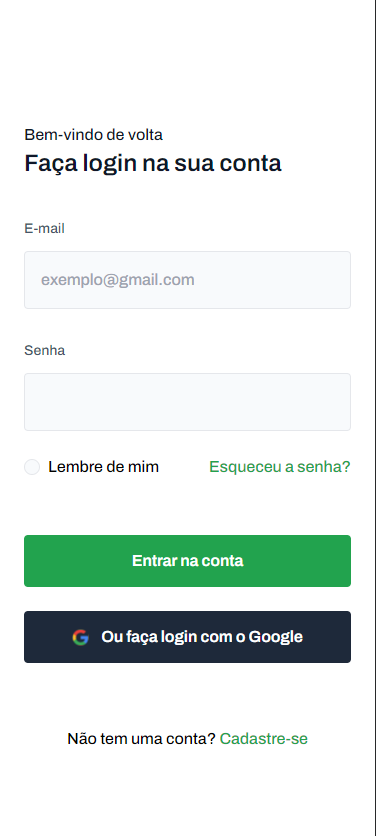 Bem-vindo de volta
Faça login na sua conta
E-mail
exemplo@gmail.com
Senha
Lembre de mim Esqueceu a senha?
Entrar na conta
Ou faça login com o Google
Não tem uma conta? Cadastre-se